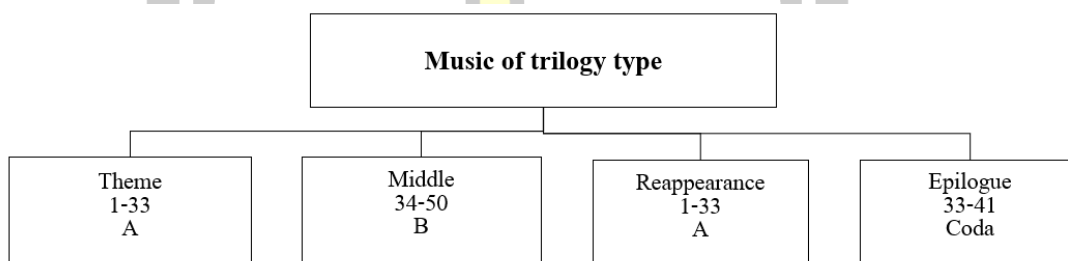 Music of trilogy type
Theme
1-33
A
Middle
34-50
B
Reappearance
1-33
A
Epilogue
33-41
Coda